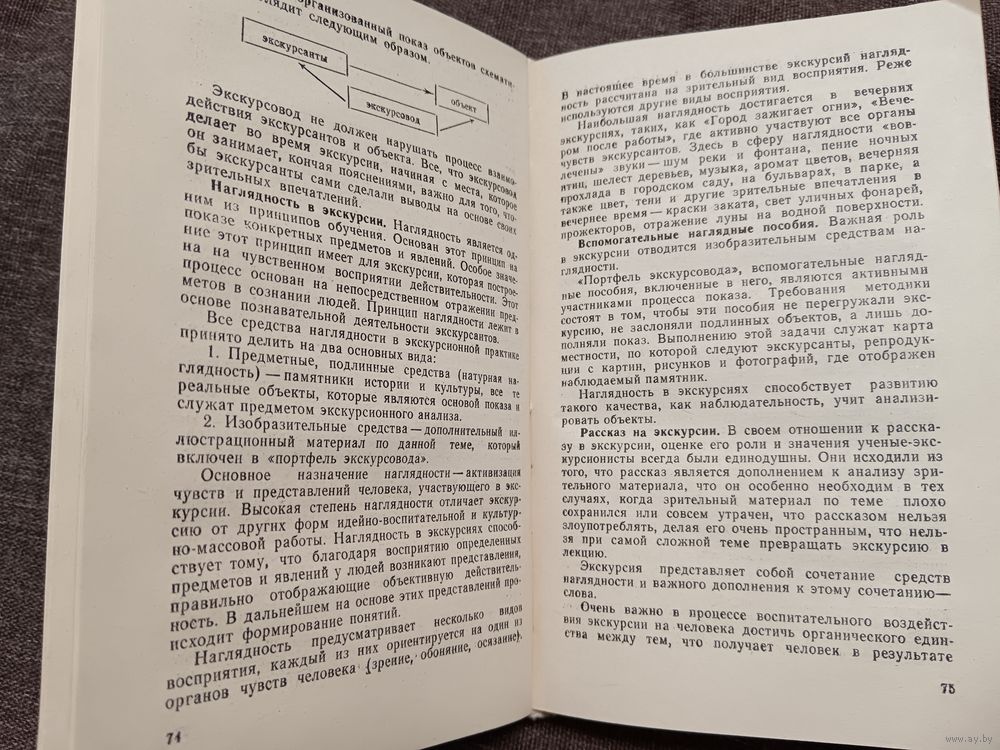 организованный показ объектов схемати-
лядит следующим образом.
экскурсанты
объект
экскурсовод
Экскурсовод не должен нарушать процесс взаимо-
действия экскурсантов и объекта. Все, что экскурсовод
делает во время экскурсии, начиная с места, которое
он занимает, кончая пояснениями, важно для того, что-
бы экскурсанты сами сделали выводы на основе своих
зрительных впечатлений.
Наглядность в экскурсии. Наглядность является од-
ним из принципов обучения. Основан этот принцип на
показе конкретных предметов и явлений. Особое значе-
ние этот принцип имеет для экскурсии, которая построе-
на на чувственном восприятии действительности. Этот
процесс основан на непосредственном отражении пред-
метов в сознании людей. Принцип наглядности лежит в
основе познавательной деятельности экскурсантов.
Все средства наглядности в экскурсионной практике
принято делить на два основных вида:
1. Предметные, подлинные средства (натурная на-
глядность) — памятники истории и культуры, все те
реальные объекты, которые являются основой показа и
служат предметом экскурсионного анализа.
2. Изобразительные средства — дополнительный ил-
люстрационный материал по данной теме, который
включен в «портфель экскурсовода».
Основное назначение наглядности — активизация
чувств и представлений человека, участвующего в экс-
курсии. Высокая степень наглядности отличает экскур-
сию от других форм идейно-воспитательной и культур-
но-массовой работы. Наглядность в экскурсиях способ-
ствует тому, что благодаря восприятию определенных
предметов и явлений у людей возникают представления,
правильно отображающие объективную действитель-
ность. В дальнейшем на основе этих представлений про-
исходит формирование понятий.
Наглядность предусматривает несколько видов
восприятия, каждый из них ориентируется на один из
органов чувств человека (зрение, обоняние, осязание).
74
В настоящее время в большинстве экскурсий нагляд-
ность рассчитана на зрительный вид восприятия. Реже
используются другие виды восприятия.
Наибольшая наглядность достигается в вечерних
экскурсиях, таких, как «Город зажигает огни», «Вече-
ром после работы», где активно участвуют все органы
чувств экскурсантов. Здесь в сферу наглядности «вов-
лечены» звуки — шум реки и фонтана, пение ночных
птиц, шелест деревьев, музыка, аромат цветов, вечерняя
прохлада в городском саду, на бульварах, в парке, а
также цвет, тени и другие зрительные впечатления в
вечернее время — краски заката, свет уличных фонарей,
прожекторов, отражение луны на водной поверхности.
Вспомогательные наглядные пособия. Важная роль
в экскурсии отводится изобразительным средствам на-
глядности.
«Портфель экскурсовода», вспомогательные нагляд-
ные пособия, включенные в него, являются активными
участниками процесса показа. Требования методики
состоят в том, чтобы эти пособия не перегружали экс-
курсию, не заслоняли подлинных объектов, а лишь до-
полняли показ. Выполнению этой задачи служат карта
местности, по которой следуют экскурсанты, репродук-
ции с картин, рисунков и фотографий, где отображен
наблюдаемый памятник.
Наглядность в экскурсиях способствует развитию
такого качества, как наблюдательность, учит анализи-
ровать объекты.
Рассказ на экскурсии. В своем отношении к расска-
зу в экскурсии, оценке его роли и значения ученые-экс-
курсионисты всегда были единодушны. Они исходили из
того, что рассказ является дополнением к анализу зри-
тельного материала, что он особенно необходим в тех
случаях, когда зрительный материал по теме плохо
сохранился или совсем утрачен, что рассказом нельзя
злоупотреблять, делая его очень пространным, что нель-
зя при самой сложной теме превращать экскурсию в
лекцию.
Экскурсия представляет собой сочетание средств
наглядности и важного дополнения к этому сочетанию—
слова.
Очень важно в процессе воспитательного воздейст-
вия экскурсии на человека достичь органического един-
ства между тем, что получает человек в результате
75
www.ay.by